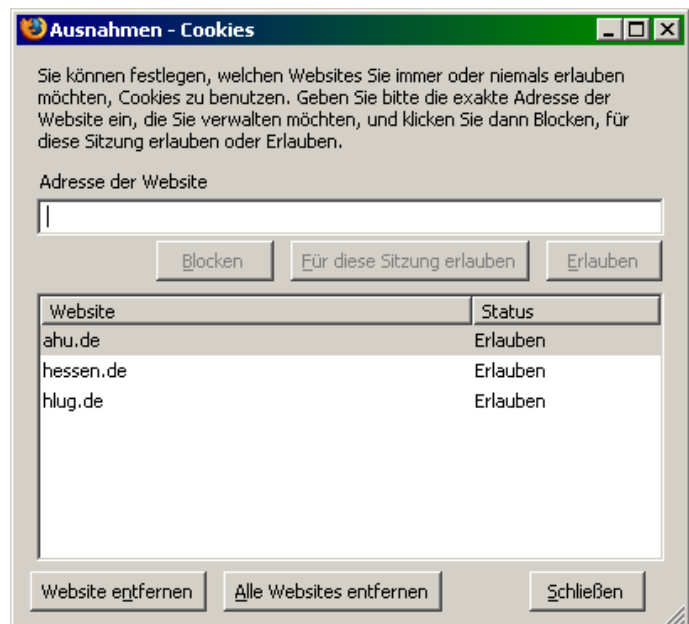 Ausnahmen - Cookies
Sie können festlegen, welchen Websites Sie immer oder niemals erlauben
möchten, Cookies zu benutzen. Geben Sie bitte die exakte Adresse der
Website ein, die Sie verwalten möchten, und klicken Sie dann Blocken, für
diese Sitzung erlauben oder Erlauben.
Adresse der Website
Blocken Für diese Sitzung erlauben Erlauben
Website Status
ahu.de Erlauben
hessen.de Erlauben
hlug.de Erlauben
Website entfernen Alle Websites entfernen Schließen